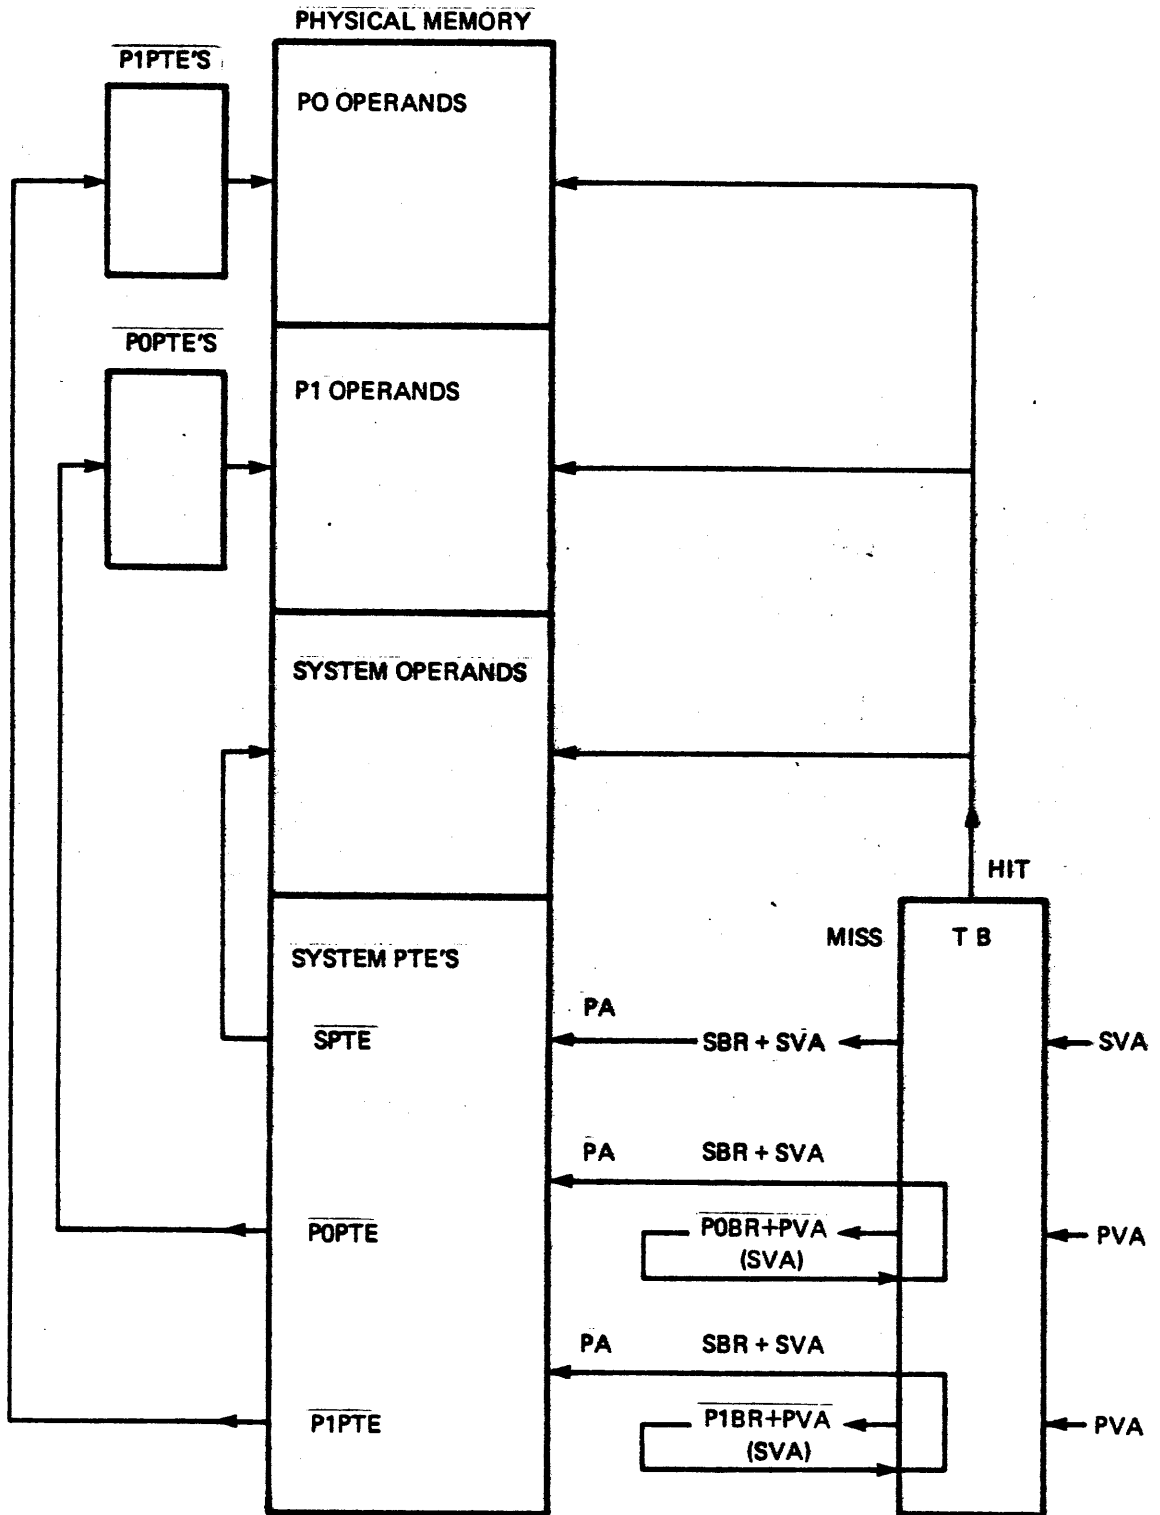 PHYSICAL MEMORY
P1PTE'S
PO OPERANDS
P0PTE'S
P1 OPERANDS
SYSTEM OPERANDS
HIT
MISS
T B
SYSTEM PTE'S
PA
SPTE
SBR + SVA
SVA
PA
SBR + SVA
P0PTE
P0BR+PVA
(SVA)
PVA
PA
SBR + SVA
P1PTE
P1BR+PVA
(SVA)
PVA